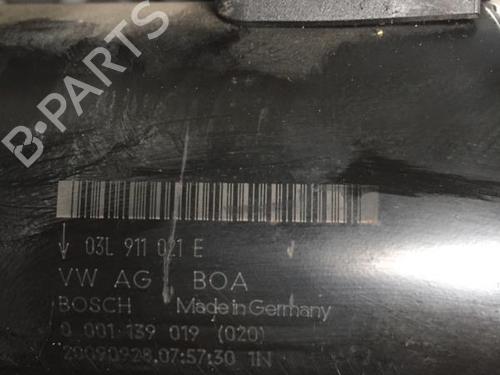 B-PARTS
03L 911 021 E
VW AG BOA
BOSCH Made in Germany
0 001 139 019 (020)
20090928.07:57:30 1N